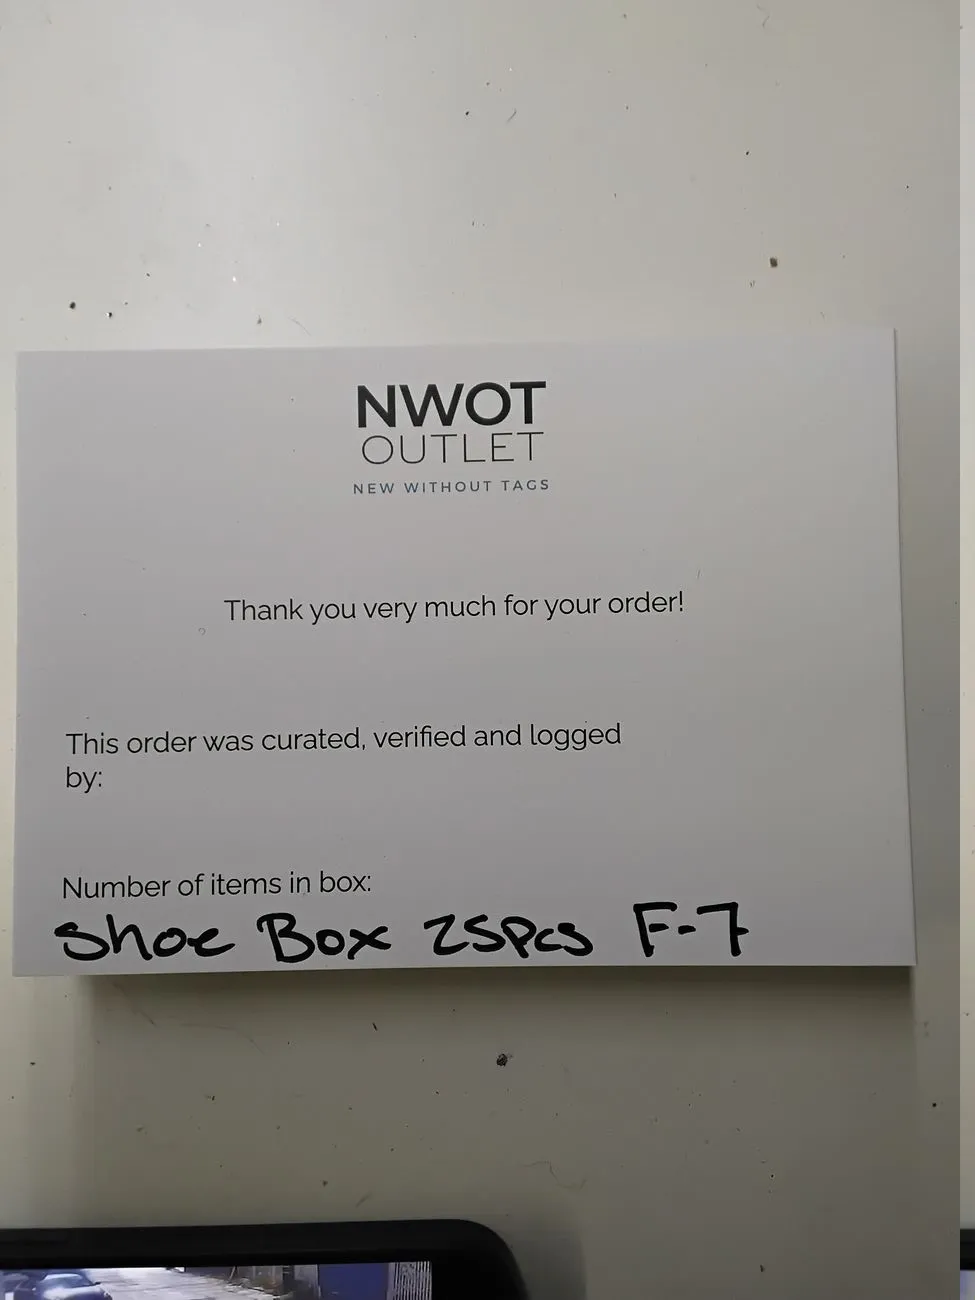 NWOT
OUTLET
NEW WITHOUT TAGS
Thank you very much for your order!
This order was curated, verified and logged
by:
Number of items in box:
Shoe Box 25pcs F-7